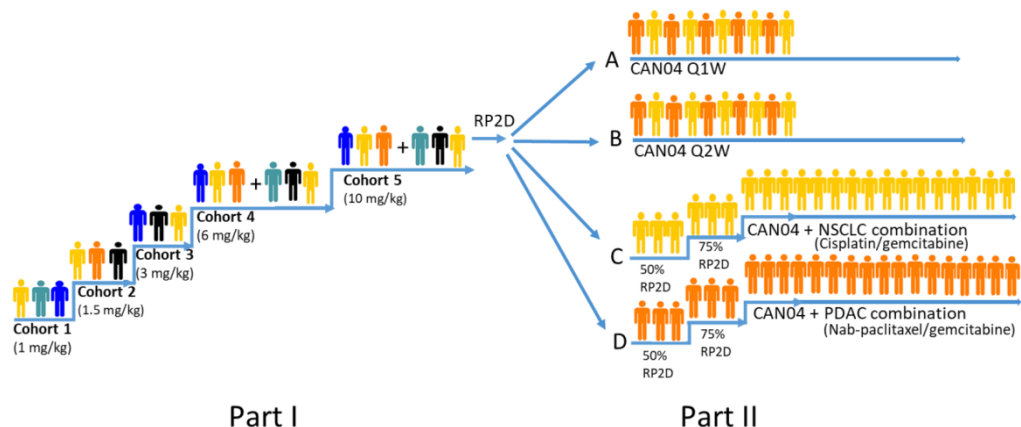 Cohort 1
(1 mg/kg)
Cohort 2
(1.5 mg/kg)
Cohort 3
(3 mg/kg)
+
Cohort 4
(6 mg/kg)
+
Cohort 5
(10 mg/kg)
RP2D
Part I
A
CAN04 Q1W
B
CAN04 Q2W
C
50%
RP2D
75%
RP2D
CAN04 + NSCLC combination
(Cisplatin/gemcitabine)
D
50%
RP2D
75%
RP2D
CAN04 + PDAC combination
(Nab-paclitaxel/gemcitabine)
Part II